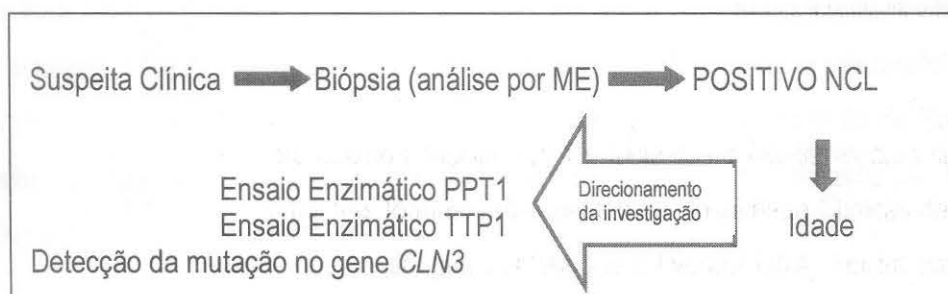 Suspeita Clínica Biópsia (análise por ME) POSITIVO NCL
Direcionamento
da investigação
Idade
Ensaio Enzimático PPT1
Ensaio Enzimático TTP1
Detecção da mutação no gene CLN3